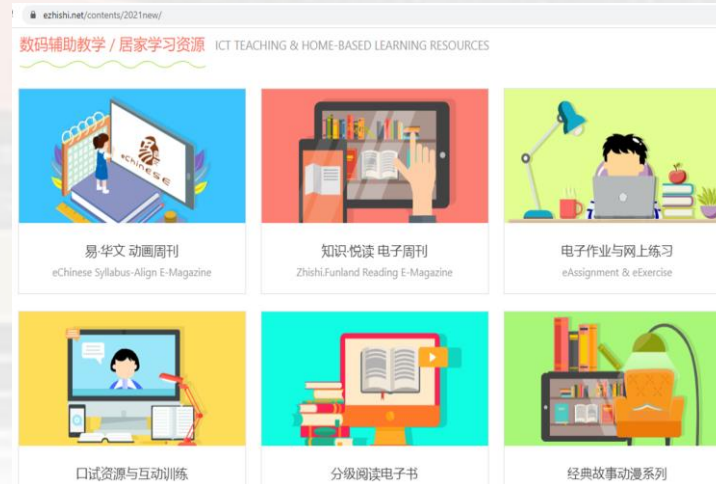 ezhishi.net/contents/2021new/
数码辅助教学 / 居家学习资源 ICT TEACHING & HOME-BASED LEARNING RESOURCES
eChinese
易·华文 动画周刊
eChinese Syllabus-Align E-Magazine
知识·悦读 电子周刊
Zhishi.Funland Reading E-Magazine
电子作业与网上练习
eAssignment & eExercise
口试资源与互动训练
分级阅读电子书
经典故事动漫系列